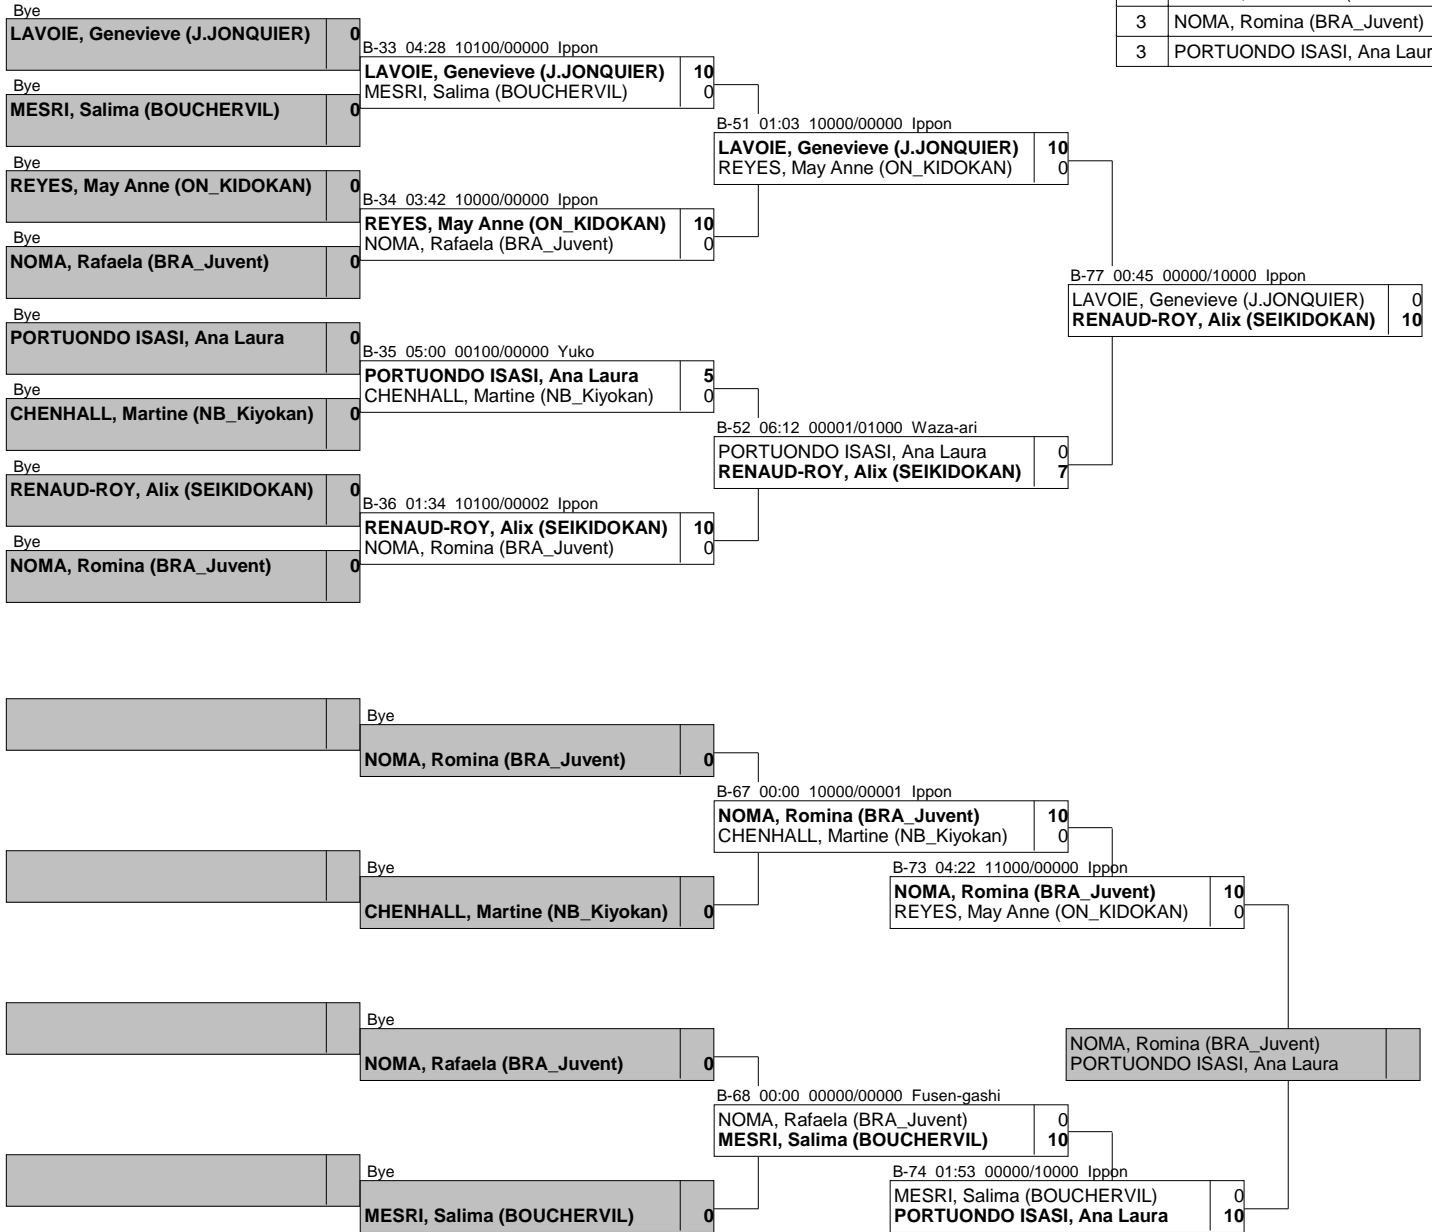 3 NOMA, Romina (BRA_Juvent)
3 PORTUONDO ISASI, Ana
Bye
LAVOIE, Genevieve (J.JONQUIER) 0
Bye
MESRI, Salima (BOUCHERVIL) 0
Bye
REYES, May Anne (ON_KIDOKAN) 0
Bye
NOMA, Rafaela (BRA_Juvent) 0
Bye
PORTUONDO ISASI, Ana Laura 0
Bye
CHENHALL, Martine (NB_Kiyokan) 0
Bye
RENAUD-ROY, Alix (SEIKIDOKAN) 0
Bye
NOMA, Romina (BRA_Juvent) 0
B-33 04:28 10100/00000 Ippon
LAVOIE, Genevieve (J.JONQUIER) 10
MESRI, Salima (BOUCHERVIL) 0
B-34 03:42 10000/00000 Ippon
REYES, May Anne (ON_KIDOKAN) 10
NOMA, Rafaela (BRA_Juvent) 0
B-35 05:00 00100/00000 Yuko
PORTUONDO ISASI, Ana Laura 5
CHENHALL, Martine (NB_Kiyokan) 0
B-36 01:34 10100/00002 Ippon
RENAUD-ROY, Alix (SEIKIDOKAN) 10
NOMA, Romina (BRA_Juvent) 0
B-51 01:03 10000/00000 Ippon
LAVOIE, Genevieve (J.JONQUIER) 10
REYES, May Anne (ON_KIDOKAN) 0
B-52 06:12 00001/01000 Waza-ari
PORTUONDO ISASI, Ana Laura 0
RENAUD-ROY, Alix (SEIKIDOKAN) 7
B-77 00:45 00000/10000 Ippon
LAVOIE, Genevieve (J.JONQUIER) 0
RENAUD-ROY, Alix (SEIKIDOKAN) 10
Bye
NOMA, Romina (BRA_Juvent) 0
Bye
CHENHALL, Martine (NB_Kiyokan) 0
Bye
NOMA, Rafaela (BRA_Juvent) 0
Bye
MESRI, Salima (BOUCHERVIL) 0
B-67 00:00 10000/00001 Ippon
NOMA, Romina (BRA_Juvent) 10
CHENHALL, Martine (NB_Kiyokan) 0
B-68 00:00 00000/00000 Fusen-gashi
NOMA, Rafaela (BRA_Juvent) 0
MESRI, Salima (BOUCHERVIL) 10
B-73 04:22 11000/00000 Ippon
NOMA, Romina (BRA_Juvent) 10
REYES, May Anne (ON_KIDOKAN) 0
B-74 01:53 00000/10000 Ippon
MESRI, Salima (BOUCHERVIL) 0
PORTUONDO ISASI, Ana Laura 10
NOMA, Romina (BRA_Juvent)
PORTUONDO ISASI, Ana Laura